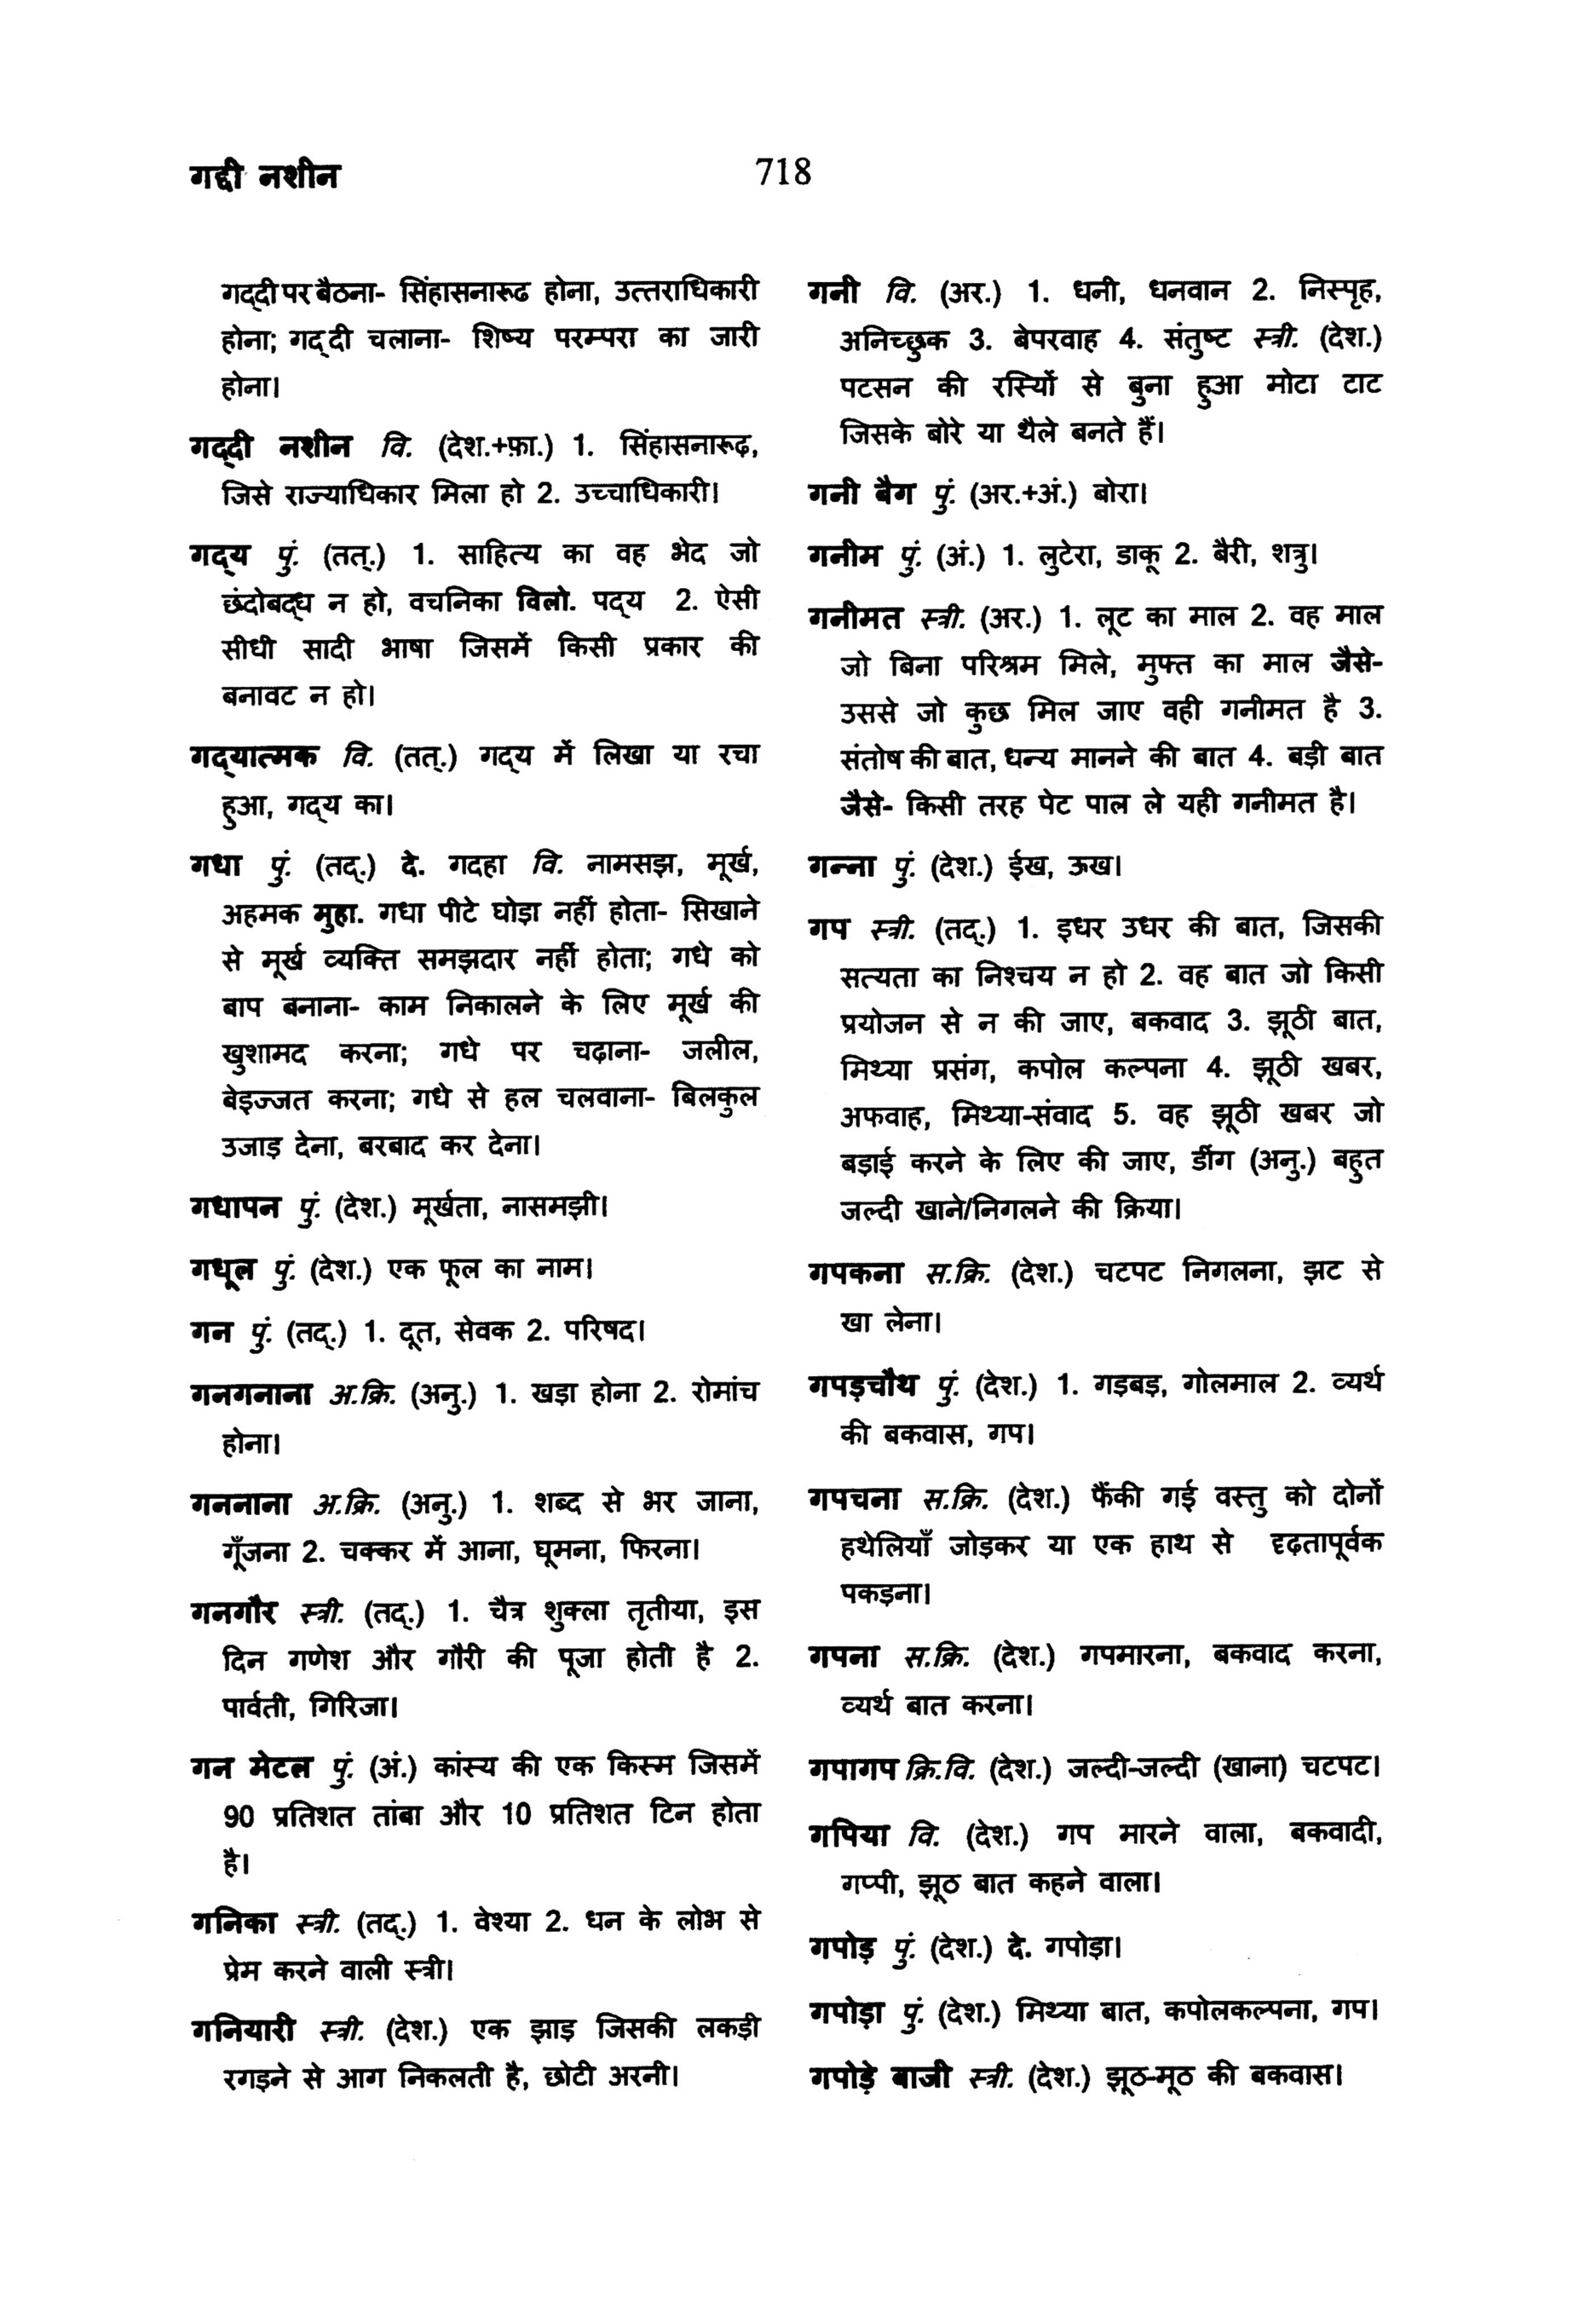 गद्दी नशीन
718
गद्‌दी पर बैठना- सिंहासनारूढ होना, उत्तराधिकारी
होना; गद्‌दी चलाना- शिष्य परम्परा का जारी
होना।
गद्‌दी नशीन वि. (देश.+फ़ा.) 1. सिंहासनारूढ़,
जिसे राज्याधिकार मिला हो 2. उच्चाधिकारी।
गद्‌य पुं. (तत्.) 1. साहित्य का वह भेद जो
छंदोबद्‌ध न हो, वचनिका विलो. पद्‌य 2. ऐसी
सीधी सादी भाषा जिसमें किसी प्रकार की
बनावट न हो।
गद्‌यात्मक वि. (तत्.) गद्‌य में लिखा या रचा
हुआ, गद्‌य का।
गधा पुं. (तद्.) दे. गदहा वि. नामसझ, मूर्ख,
अहमक मुहा. गधा पीटे घोड़ा नहीं होता- सिखाने
से मूर्ख व्यक्ति समझदार नहीं होता; गधे को
बाप बनाना- काम निकालने के लिए मूर्ख की
खुशामद करना; गधे पर चढ़ाना- जलील,
बेइज्जत करना; गधे से हल चलवाना- बिलकुल
उजाड़ देना, बरबाद कर देना।
गधापन पुं. (देश.) मूर्खता, नासमझी।
गधूल पुं. (देश.) एक फूल का नाम।
गन पुं. (तद्.) 1. दूत, सेवक 2. परिषद।
गनगनाना अ.क्रि. (अनु.) 1. खड़ा होना 2. रोमांच
होना।
गननाना अ.क्रि. (अनु.) 1. शब्द से भर जाना,
गूँजना 2. चक्कर में आना, घूमना, फिरना।
गनगौर स्त्री. (तद्.) 1. चैत्र शुक्ला तृतीया, इस
दिन गणेश और गौरी की पूजा होती है 2.
पार्वती, गिरिजा।
गन मेटल पुं. (अं.) कांस्य की एक किस्म जिसमें
90 प्रतिशत तांबा और 10 प्रतिशत टिन होता
है।
गनिका स्त्री. (तद्.) 1. वेश्या 2. धन के लोभ से
प्रेम करने वाली स्त्री।
गनियारी स्त्री. (देश.) एक झाड़ जिसकी लकड़ी
रगड़ने से आग निकलती है, छोटी अरनी।
गनी वि. (अर.) 1. धनी, धनवान 2. निस्पृह,
अनिच्छुक 3. बेपरवाह 4. संतुष्ट स्त्री. (देश.)
पटसन की रस्सियों से बुना हुआ मोटा टाट
जिसके बोरे या थैले बनते हैं।
गनी बैग पुं. (अर.+अं.) बोरा।
गनीम पुं. (अं.) 1. लुटेरा, डाकू 2. बैरी, शत्रु।
गनीमत स्त्री. (अर.) 1. लूट का माल 2. वह माल
जो बिना परिश्रम मिले, मुफ्त का माल जैसे-
उससे जो कुछ मिल जाए वही गनीमत है 3.
संतोष की बात, धन्य मानने की बात 4. बड़ी बात
जैसे- किसी तरह पेट पाल ले यही गनीमत है।
गन्ना पुं. (देश.) ईख, ऊख।
गप स्त्री. (तद्.) 1. इधर उधर की बात, जिसकी
सत्यता का निश्चय न हो 2. वह बात जो किसी
प्रयोजन से न की जाए, बकवाद 3. झूठी बात,
मिथ्या प्रसंग, कपोल कल्पना 4. झूठी खबर,
अफवाह, मिथ्या-संवाद 5. वह झूठी खबर जो
बड़ाई करने के लिए की जाए, डींग (अनु.) बहुत
जल्दी खाने/निगलने की क्रिया।
गपकना स.क्रि. (देश.) चटपट निगलना, झट से
खा लेना।
गपड़चौथ पुं. (देश.) 1. गड़बड़, गोलमाल 2. व्यर्थ
की बकवास, गप।
गपचना स.क्रि. (देश.) फैंकी गई वस्तु को दोनों
हथेलियाँ जोड़कर या एक हाथ से दृढ़तापूर्वक
पकड़ना।
गपना स.क्रि. (देश.) गपमारना, बकवाद करना,
व्यर्थ बात करना।
गपागप क्रि.वि. (देश.) जल्दी-जल्दी (खाना) चटपट।
गपिया वि. (देश.) गप मारने वाला, बकवादी,
गप्पी, झूठ बात कहने वाला।
गपोड़ पुं. (देश.) दे. गपोड़ा।
गपोड़ा पुं. (देश.) मिथ्या बात, कपोलकल्पना, गप।
गपोड़े बाजी स्त्री. (देश.) झूठ-मूठ की बकवास।